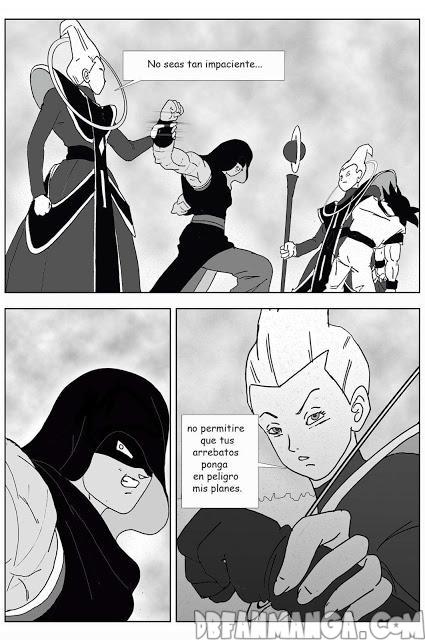 No seas tan impaciente...
no permitire
que tus
arrebatos
ponga
en peligro
mis planes.
DBFANMANGA.COM